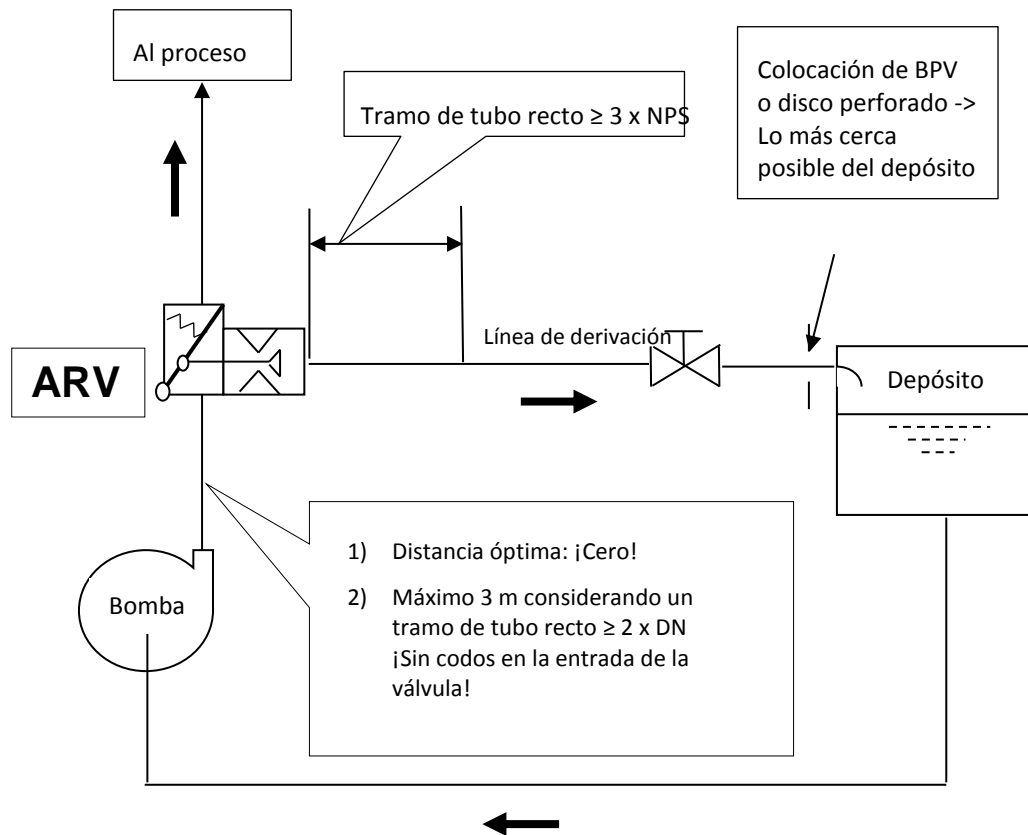 Al proceso
Tramo de tubo recto ≥ 3 x NPS
Colocación de BPV
o disco perforado ->
Lo más cerca
posible del depósito
Línea de derivación
ARV
Depósito
1) Distancia óptima: ¡Cero!
2) Máximo 3 m considerando un
tramo de tubo recto ≥ 2 x DN
¡Sin codos en la entrada de la
válvula!
Bomba